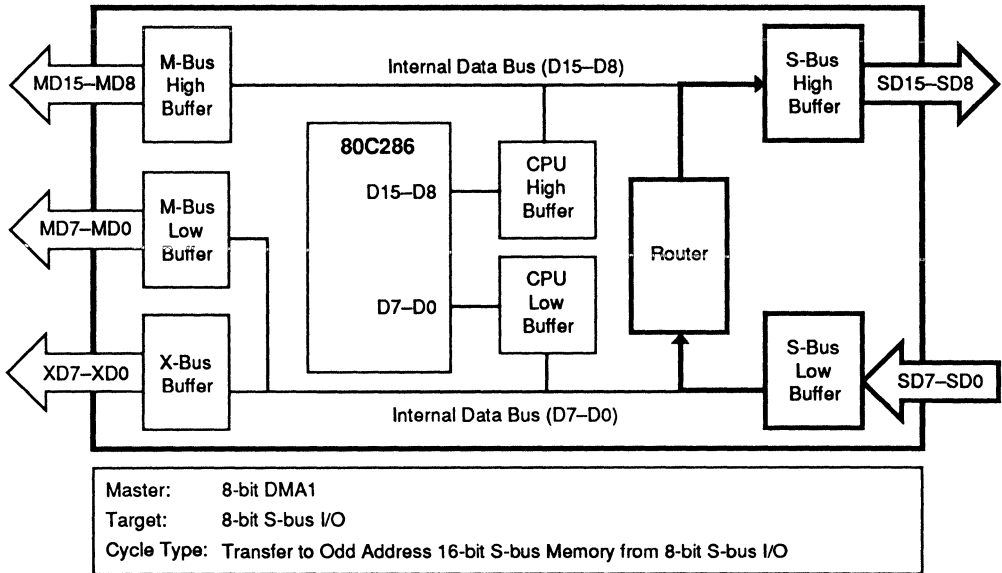 MD15–MD8
M-Bus
High
Buffer
Internal Data Bus (D15–D8)
S-Bus
High
Buffer
SD15–SD8
80C286
D15–D8
CPU
High
Buffer
MD7–MD0
M-Bus
Low
Buffer
Router
D7–D0
CPU
Low
Buffer
XD7–XD0
X-Bus
Buffer
S-Bus
Low
Buffer
SD7–SD0
Internal Data Bus (D7–D0)
Master: 8-bit DMA1
Target: 8-bit S-bus I/O
Cycle Type: Transfer to Odd Address 16-bit S-bus Memory from 8-bit S-bus I/O